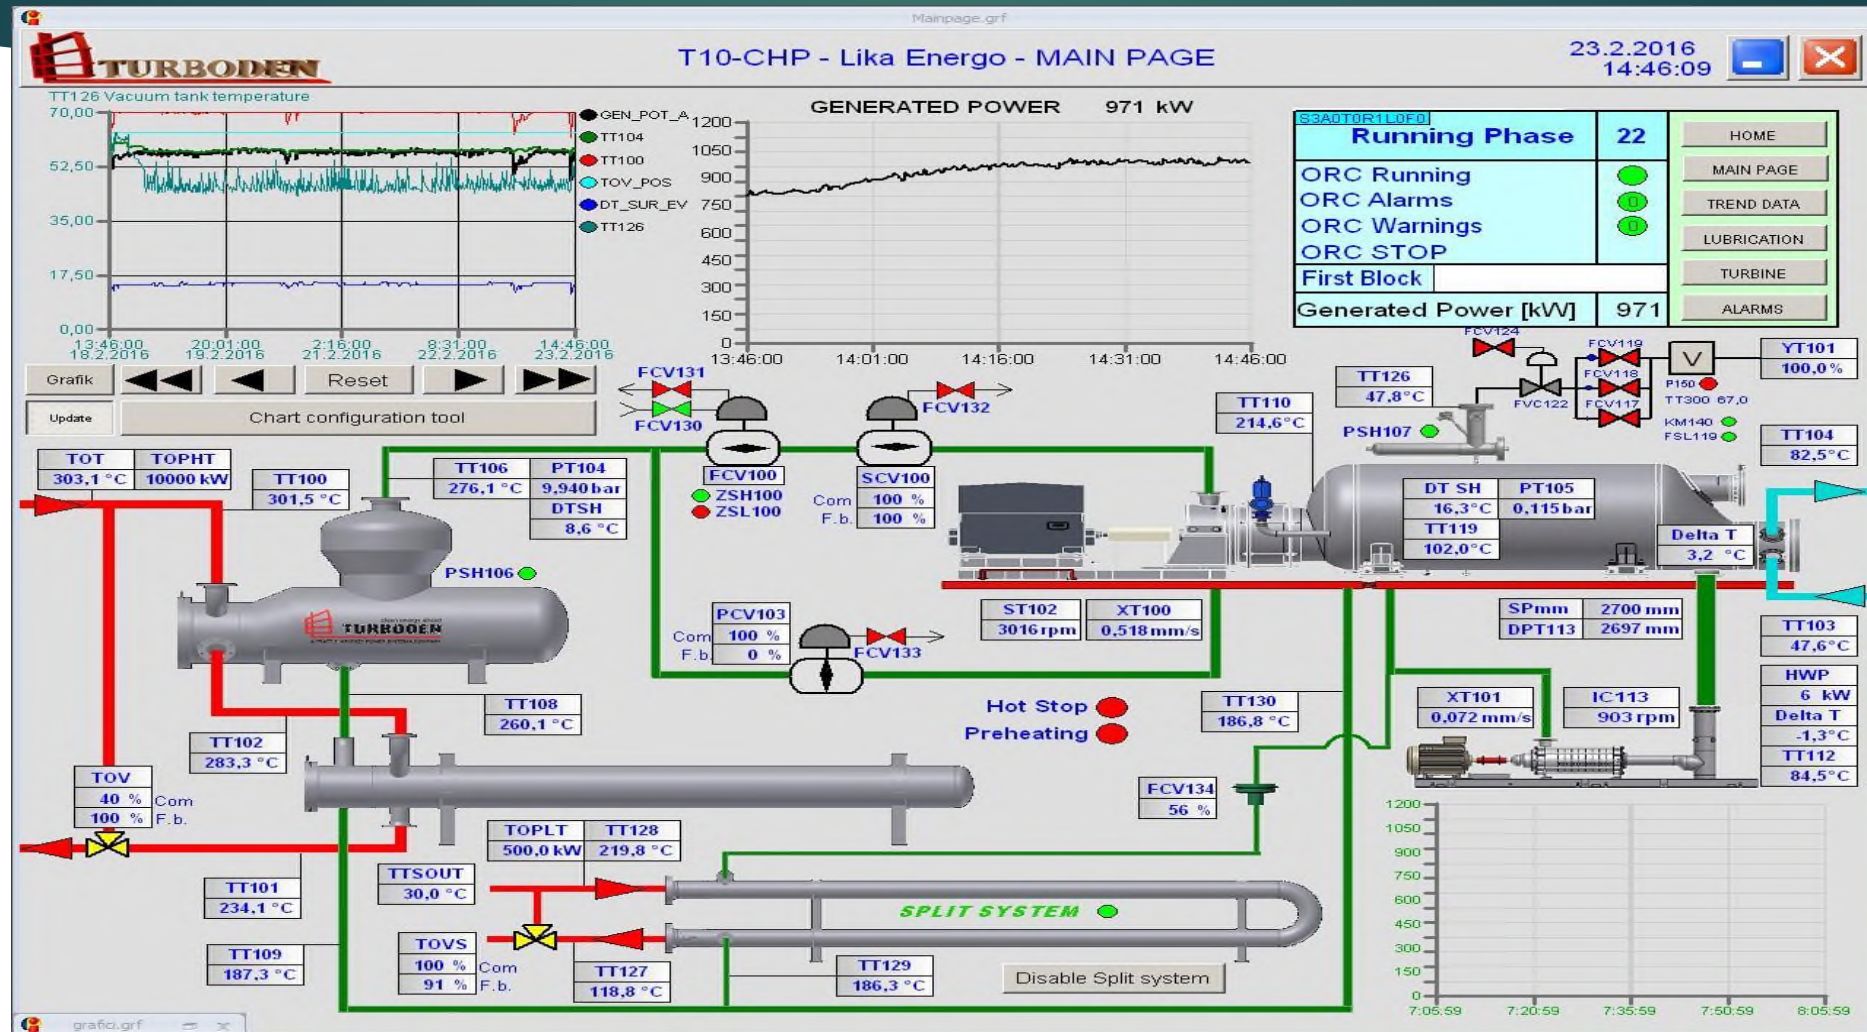 Mainpage.grf
TURBODEN
T10-CHP - Lika Energo - MAIN PAGE
23.2.2016
14:46:09
TT126 Vacuum tank temperature
70,00
52,50
35,00
17,50
0,00
13:46:00 20:01:00 2:16:00 8:31:00 14:46:00
18.2.2016 19.2.2016 21.2.2016 22.2.2016 23.2.2016
GEN_POT_A
TT104
TT100
TOV_POS
DT_SUR_EV
TT126
GENERATED POWER 971 kW
1200
1050
900
750
600
450
300
150
0
13:46:00 14:01:00 14:16:00 14:31:00 14:46:00
S3A0T0R1L0F0
Running Phase 22
ORC Running
ORC Alarms 0
ORC Warnings 0
ORC STOP
First Block
Generated Power [kW] 971
HOME
MAIN PAGE
TREND DATA
LUBRICATION
TURBINE
ALARMS
Grafik
Reset
Update
Chart configuration tool
FCV131
FCV130
FCV132
FCV100
ZSH100
ZSL100
SCV100
Com 100 %
F.b. 100 %
FCV124
FVC122
FCV119
FCV118
FCV117
V
YT101
100,0 %
P150
TT300 67,0
KM140
FSL119
TT126
47,8°C
PSH107
TT110
214,6°C
TT104
82,5°C
TOT TOPHT
303,1 °C 10000 kW
TT100
301,5 °C
TT106 PT104
276,1 °C 9,940 bar
DTSH
8,6 °C
PSH106
TURBODEN
DT SH PT105
16,3°C 0,115 bar
TT119
102,0°C
Delta T
3,2 °C
PCV103
Com 100 %
F.b. 0 %
FCV133
ST102 XT100
3016 rpm 0,518 mm/s
SPmm 2700 mm
DPT113 2697 mm
TT103
47,6°C
HWP
6 kW
Delta T
-1,3°C
TT112
84,5°C
TT108
260,1 °C
TT102
283,3 °C
Hot Stop
Preheating
TT130
186,8 °C
XT101
0,072 mm/s
IC113
903 rpm
TOV
40 % Com
100 % F.b.
FCV134
56 %
TOPLT TT128
500,0 kW 219,8 °C
TTSOUT
30,0 °C
TT101
234,1 °C
SPLIT SYSTEM
TOVS
100 % Com
91 % F.b.
TT109
187,3 °C
TT127
118,8 °C
TT129
186,3 °C
Disable Split system
1200
1050
900
750
600
450
300
150
0
7:05:59 7:20:59 7:35:59 7:50:59 8:05:59
grafici.grf